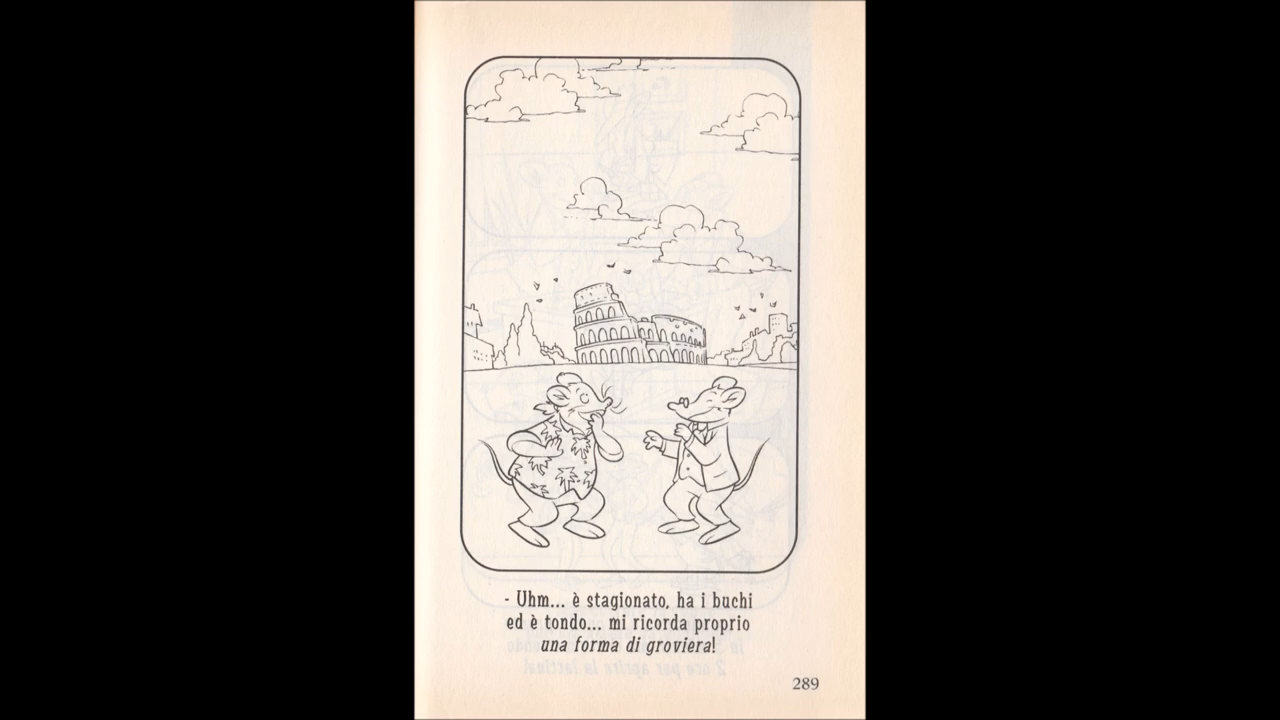 - Uhm... è stagionato, ha i buchi
ed è tondo... mi ricorda proprio
una forma di groviera!
289